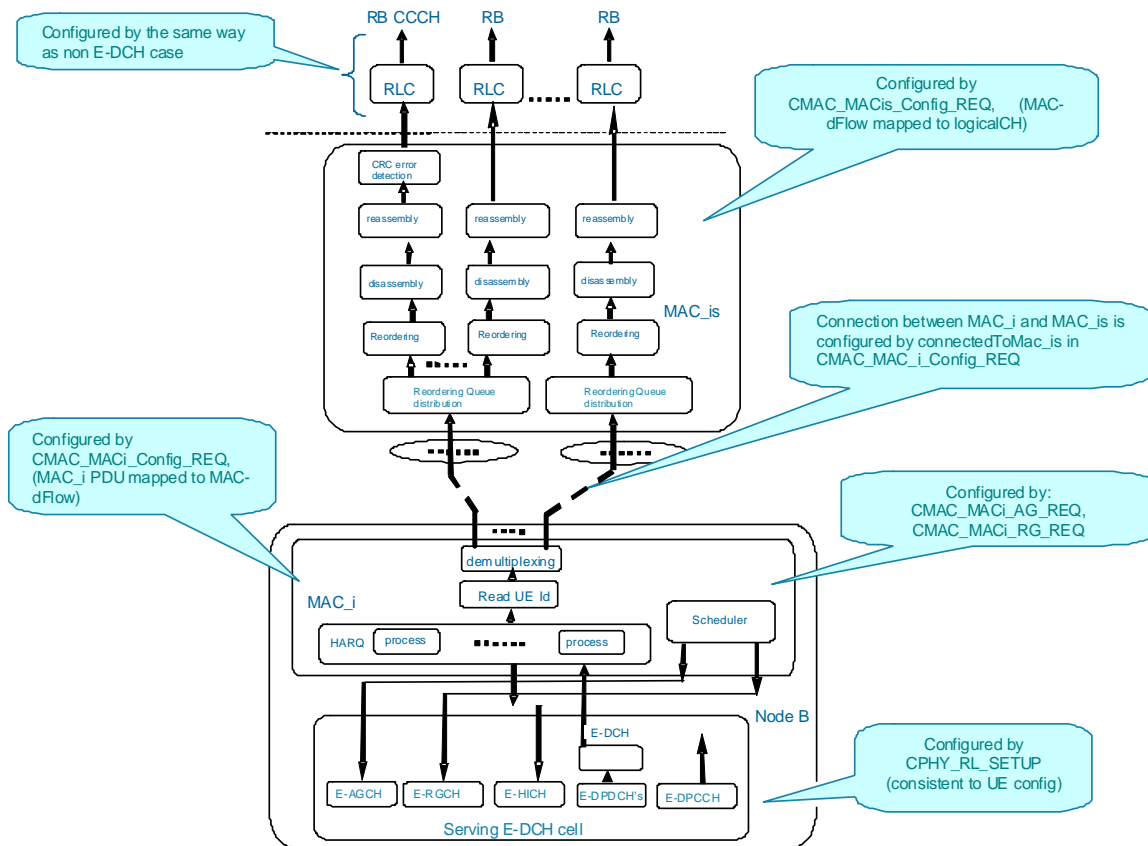 RB CCCH
RB
RB
Configured by the same way
as non E-DCH case
RLC
RLC
RLC
Configured by
CMAC_MACis_Config_REQ, (MAC-
dFlow mapped to logicalCH)
CRC error
detection
reassembly
reassembly
reassembly
disassembly
disassembly
disassembly
MAC_is
Reordering
Reordering
Reordering
Connection between MAC_i and MAC_is is
configured by connectedToMac_is in
CMAC_MAC_i_Config_REQ
Reordering Queue
distribution
Reordering Queue
distribution
Configured by
CMAC_MACi_Config_REQ,
(MAC_i PDU mapped to MAC-
dFlow)
Configured by:
CMAC_MACi_AG_REQ,
CMAC_MACi_RG_REQ
demultiplexing
Read UE Id
MAC_i
Scheduler
HARQ
process
process
Node B
E-DCH
Configured by
CPHY_RL_SETUP
(consistent to UE config)
E-AGCH
E-RGCH
E-HICH
E-DPDCH's
E-DPCCH
Serving E-DCH cell